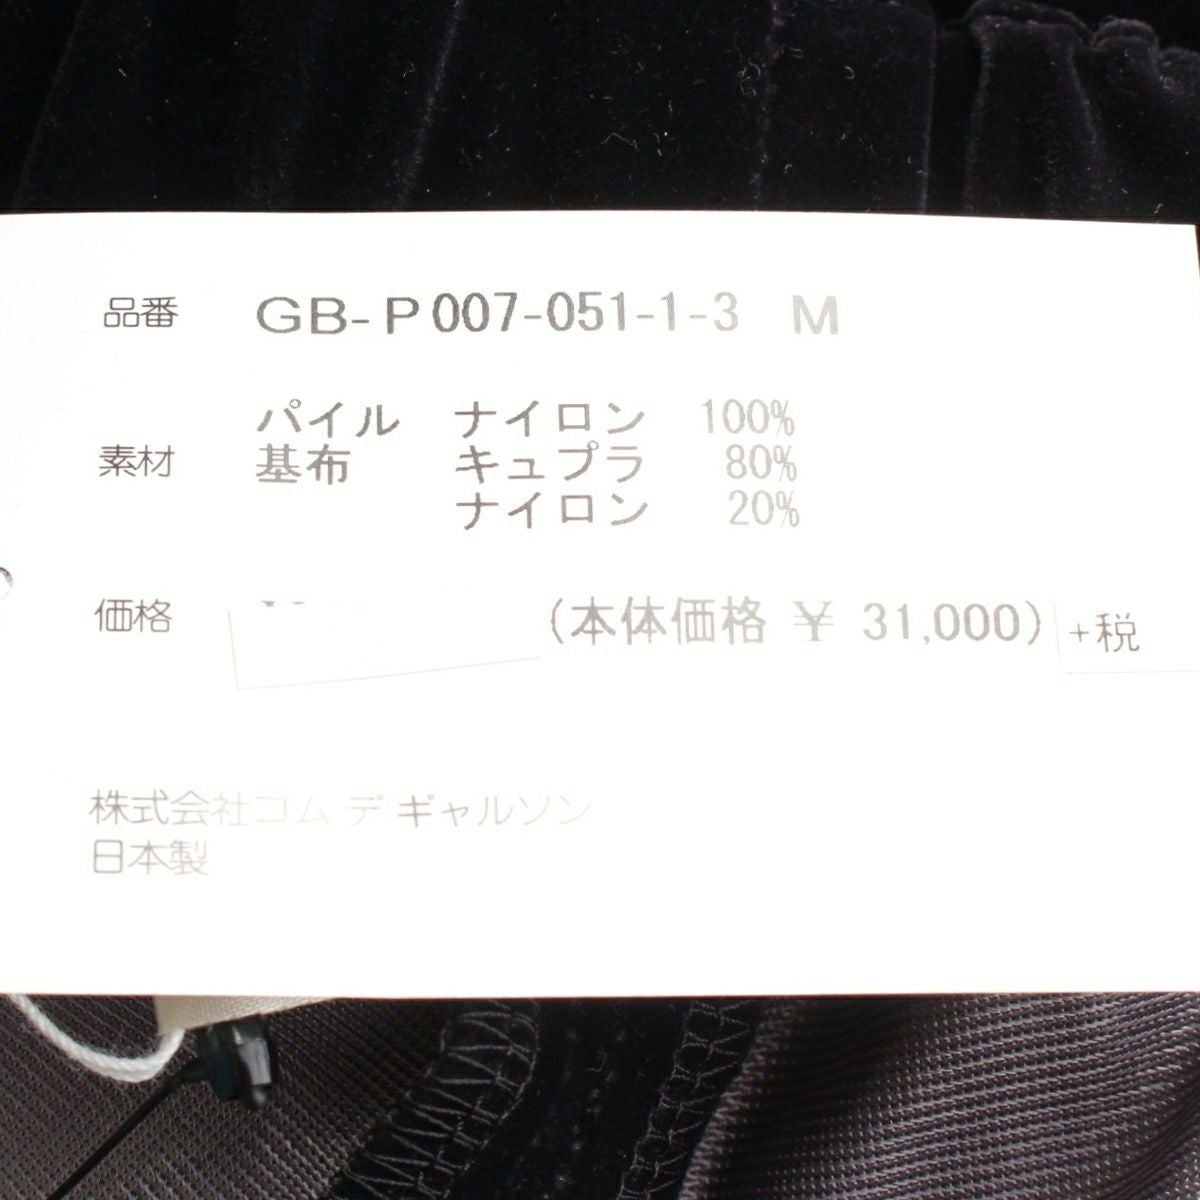 品番 GB-P007-051-1-3 M
パイル ナイロン 100%
素材 基布 キュプラ 80%
ナイロン 20%
価格 (本体価格 ¥ 31,000) +税
株式会社コム デ ギャルソン
日本製